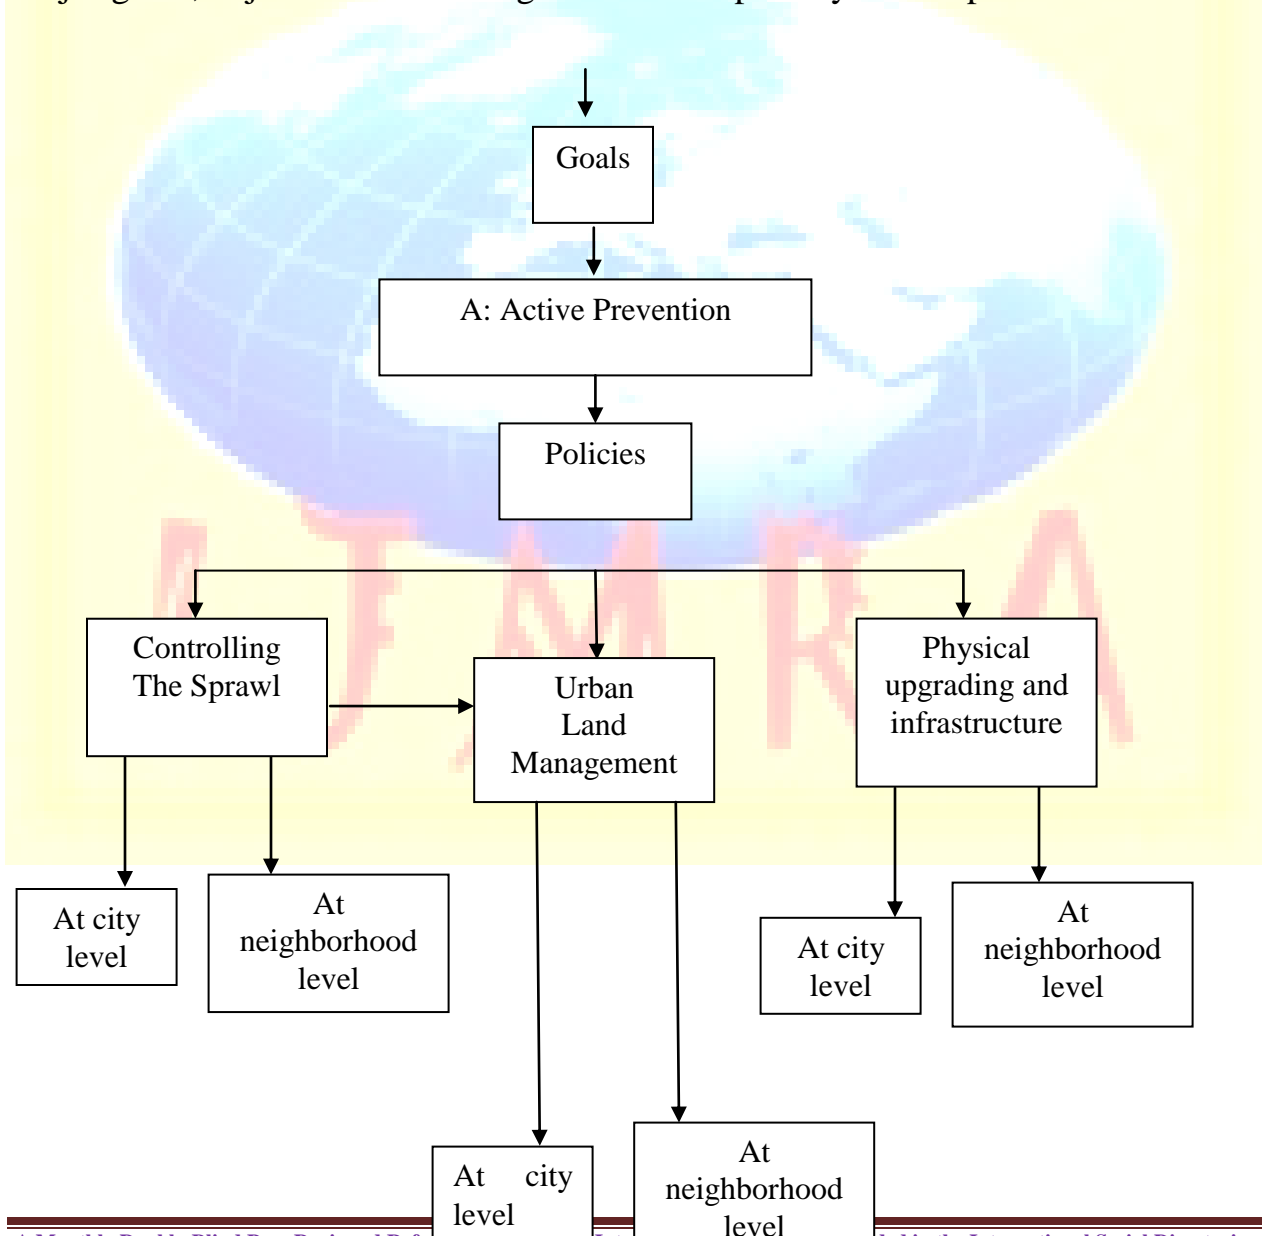 Goals
A: Active Prevention
Policies
Controlling
The Sprawl
Urban
Land
Management
Physical
upgrading and
infrastructure
At city
level
At
neighborhood
level
At city
level
At
neighborhood
level
At city
level
At
neighborhood
level
IJMRA